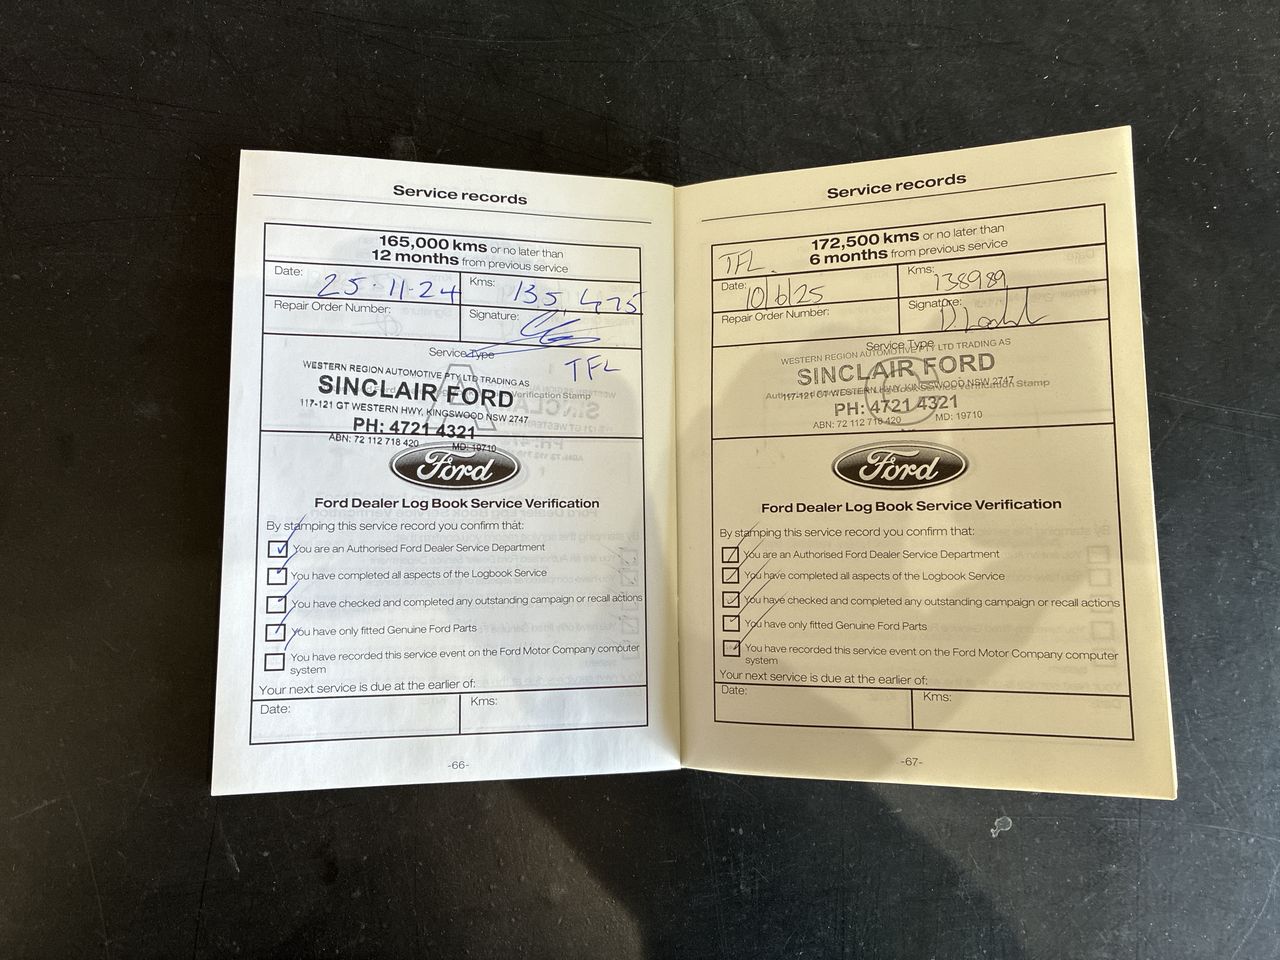 Service records
165,000 kms or no later than
12 months from previous service
Date: 25-11-24
Kms: 135,475
Repair Order Number:
Signature:
Service Type
TFL
WESTERN REGION AUTOMOTIVE PTY LTD TRADING AS
SINCLAIR FORD
Verification Stamp
117-121 GT WESTERN HWY, KINGSWOOD NSW 2747
PH: 4721 4321
ABN: 72 112 718 420 MD: 19710
Ford
Ford Dealer Log Book Service Verification
By stamping this service record you confirm that:
You are an Authorised Ford Dealer Service Department
You have completed all aspects of the Logbook Service
You have checked and completed any outstanding campaign or recall actions
You have only fitted Genuine Ford Parts
You have recorded this service event on the Ford Motor Company computer
system
Your next service is due at the earlier of:
Date:
Kms:
-66-
Service records
TFL.
172,500 kms or no later than
6 months from previous service
Date: 10/6/25
Kms: 138989
Repair Order Number:
Signature:
Service Type
WESTERN REGION AUTOMOTIVE PTY LTD TRADING AS
SINCLAIR FORD
Service Verification Stamp
117-121 GT WESTERN HWY, KINGSWOOD NSW 2747
PH: 4721 4321
ABN: 72 112 718 420 MD: 19710
Ford
Ford Dealer Log Book Service Verification
By stamping this service record you confirm that:
You are an Authorised Ford Dealer Service Department
You have completed all aspects of the Logbook Service
You have checked and completed any outstanding campaign or recall actions
You have only fitted Genuine Ford Parts
You have recorded this service event on the Ford Motor Company computer
system
Your next service is due at the earlier of:
Date:
Kms:
-67-